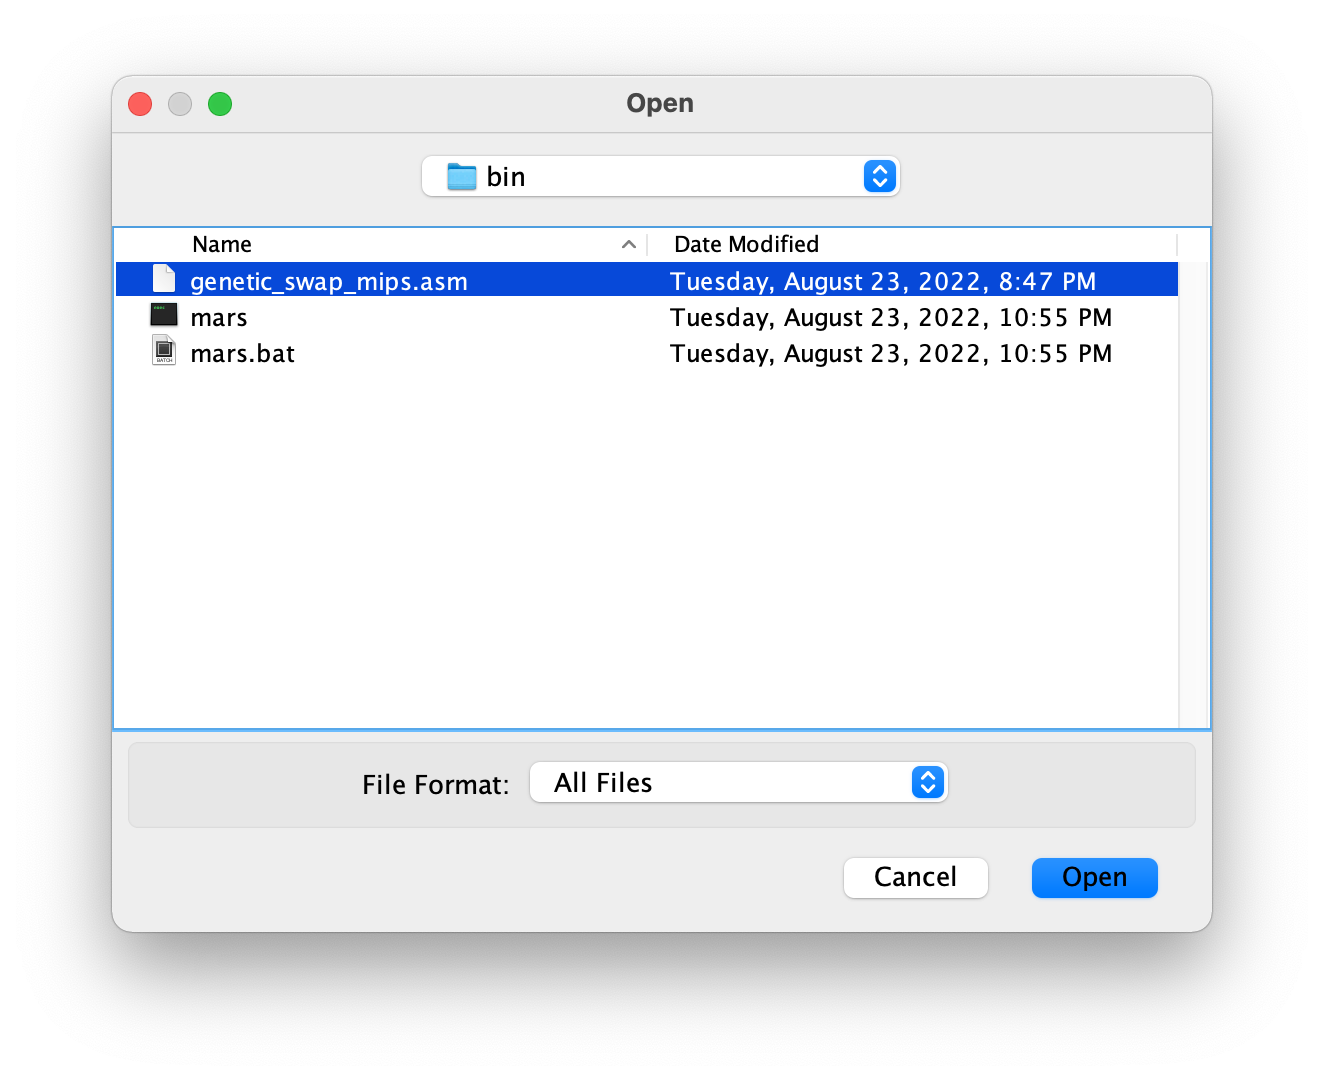 Open
bin
Name Date Modified
genetic_swap_mips.asm Tuesday, August 23, 2022, 8:47 PM
mars Tuesday, August 23, 2022, 10:55 PM
mars.bat Tuesday, August 23, 2022, 10:55 PM
File Format: All Files
Cancel Open